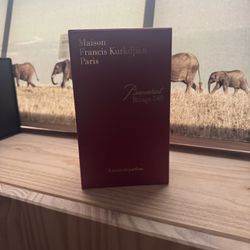 Maison
Francis Kurkdjian
Paris
Baccarat
Rouge 540
Extrait de parfum